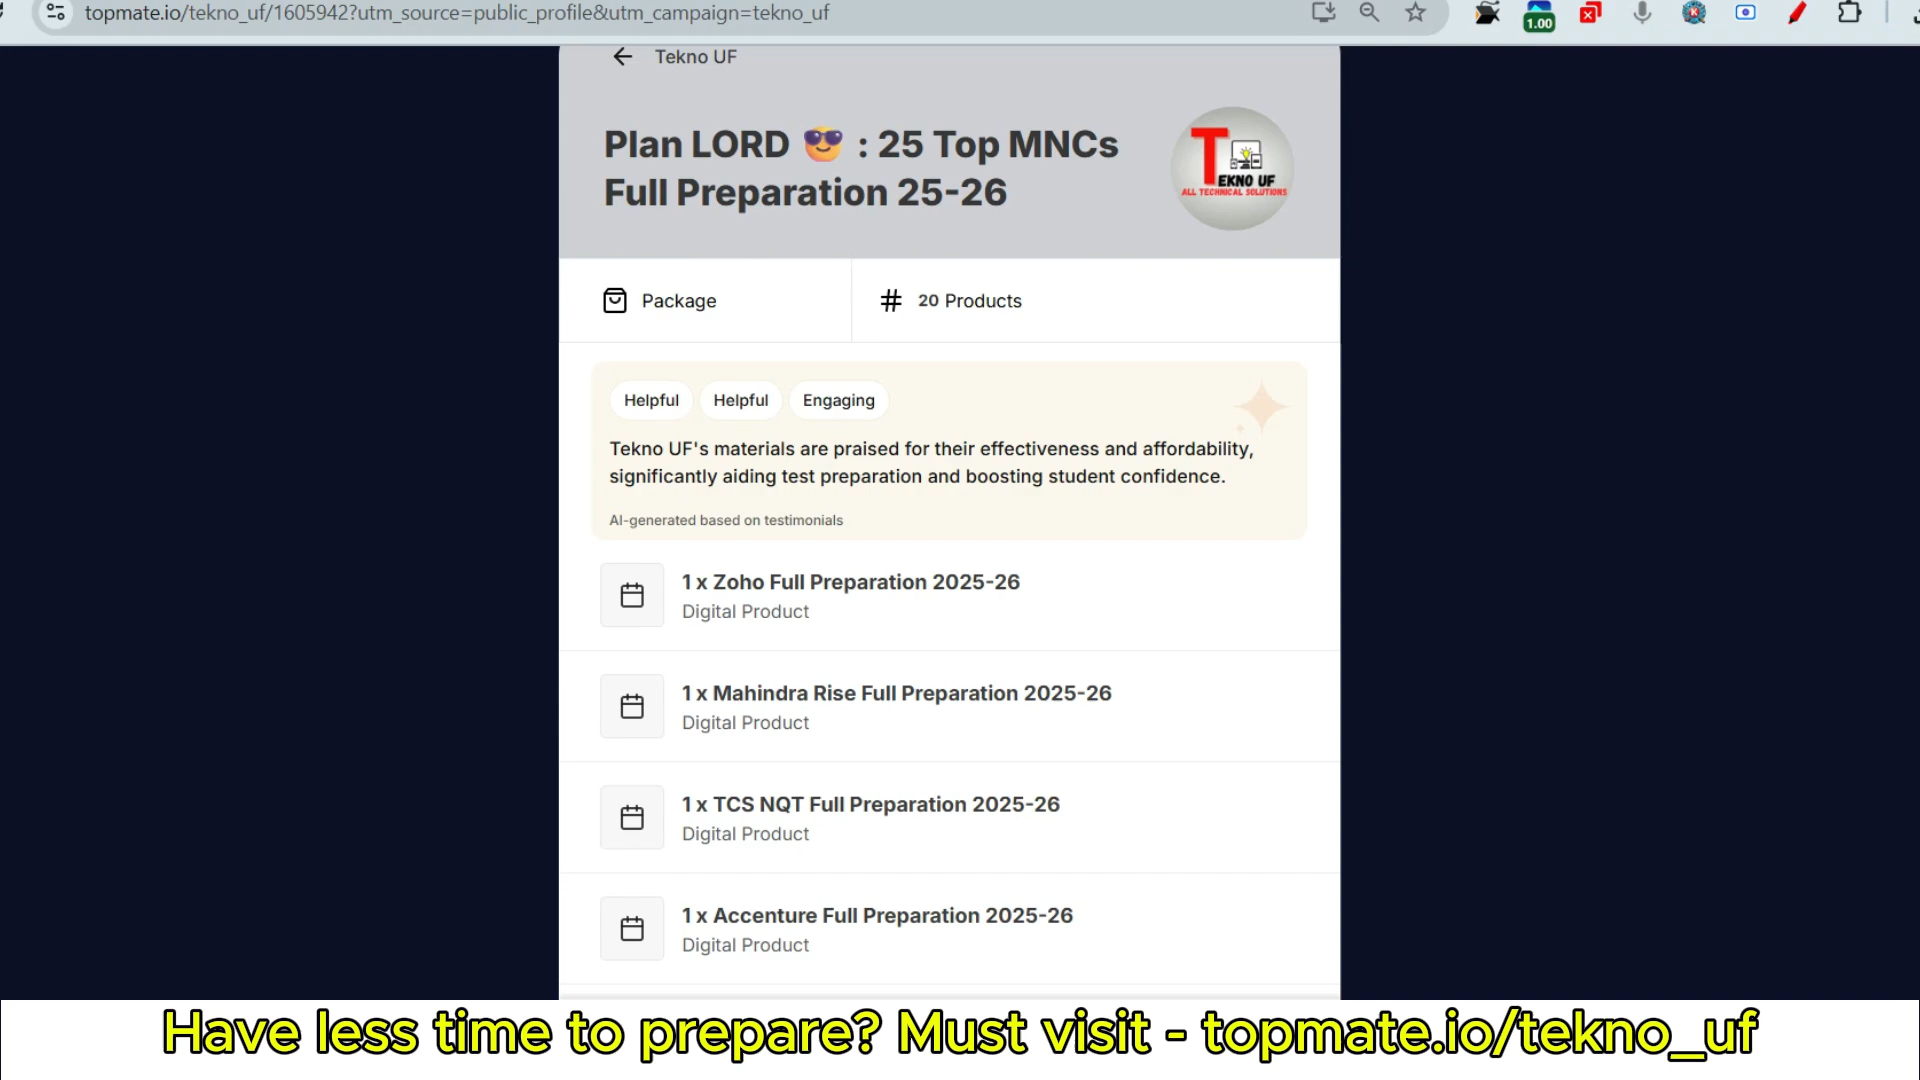 topmate.io/tekno_uf/1605942?utm_source=public_profile&utm_campaign=tekno_uf
1.00
Tekno UF
Plan LORD 😎 : 25 Top MNCs
Full Preparation 25-26
TEKNO UF
ALL TECHNICAL SOLUTIONS
Package
# 20 Products
Helpful
Helpful
Engaging
Tekno UF's materials are praised for their effectiveness and affordability,
significantly aiding test preparation and boosting student confidence.
AI-generated based on testimonials
1 x Zoho Full Preparation 2025-26
Digital Product
1 x Mahindra Rise Full Preparation 2025-26
Digital Product
1 x TCS NQT Full Preparation 2025-26
Digital Product
1 x Accenture Full Preparation 2025-26
Digital Product
Have less time to prepare? Must visit - topmate.io/tekno_uf